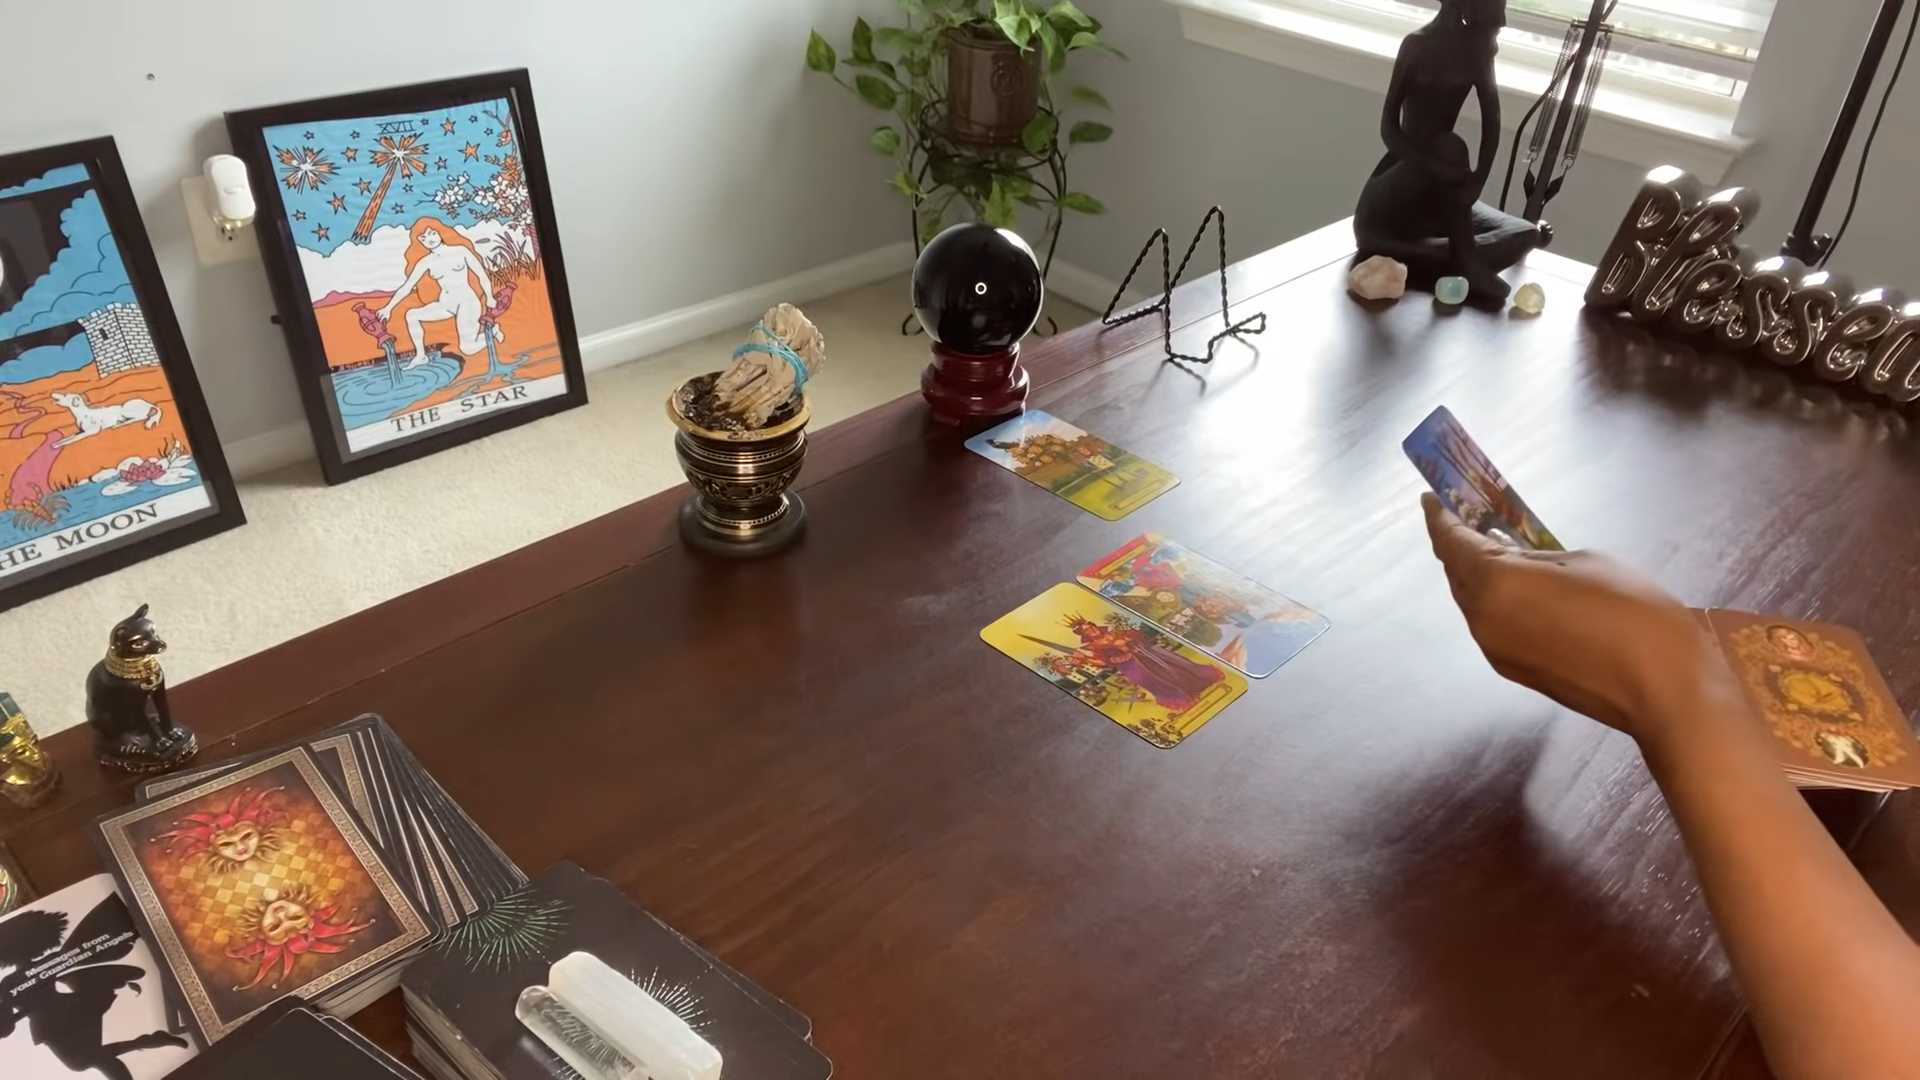 XVII
THE STAR
HE MOON
Blessed
Messages from
your Guardian Angels